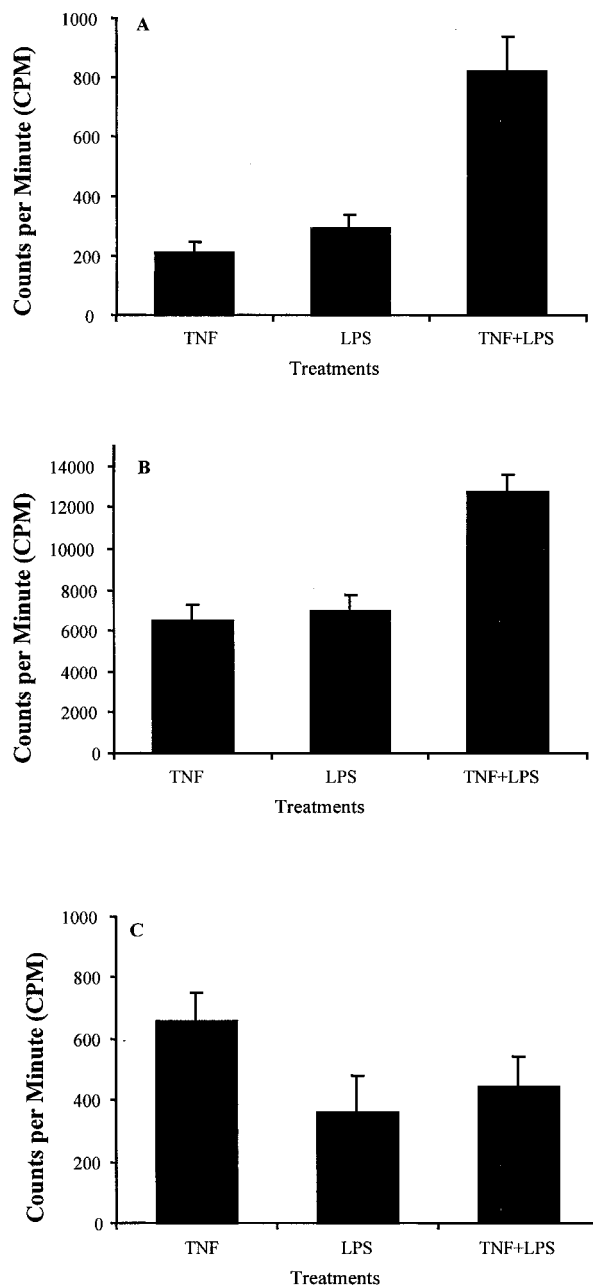 A
Counts per Minute (CPM)
1000
800
600
400
200
0
TNF LPS TNF+LPS
Treatments
B
Counts per Minute (CPM)
14000
12000
10000
8000
6000
4000
2000
0
TNF LPS TNF+LPS
Treatments
C
Counts per Minute (CPM)
1000
800
600
400
200
0
TNF LPS TNF+LPS